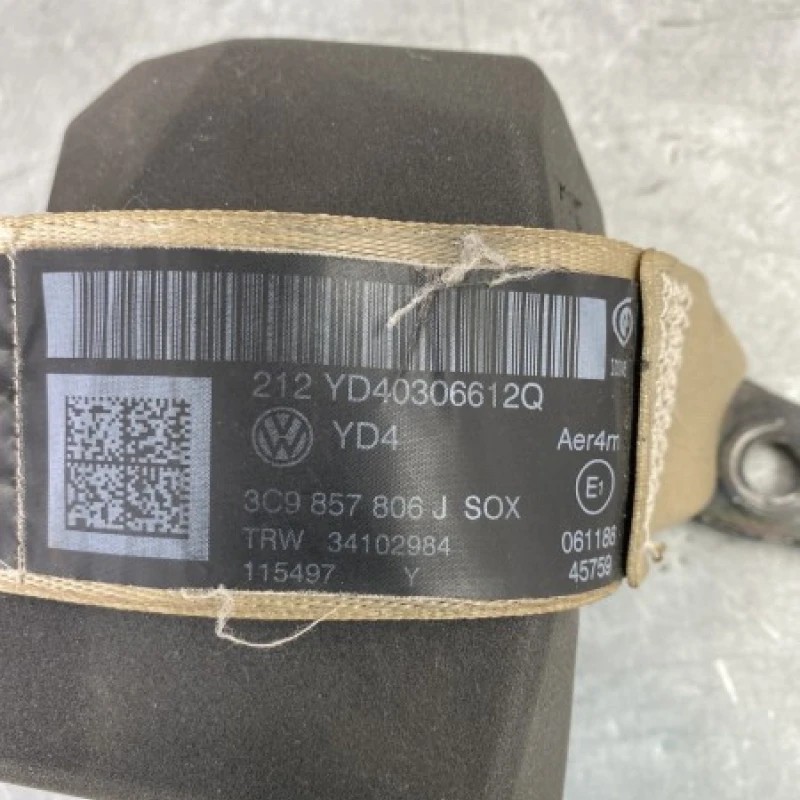 212 YD40306612Q
YD4 Aer4m
E1
3C9 857 806 J SOX
TRW 34102984 061188
115497 Y 45759